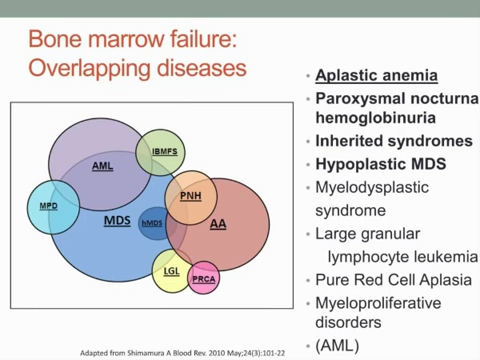 Bone marrow failure:
Overlapping diseases
AML
IBMFS
MPD
PNH
MDS
hMDS
AA
LGL
PRCA
• Aplastic anemia
• Paroxysmal nocturna
hemoglobinuria
• Inherited syndromes
• Hypoplastic MDS
• Myelodysplastic
syndrome
• Large granular
lymphocyte leukemia
• Pure Red Cell Aplasia
• Myeloproliferative
disorders
• (AML)
Adapted from Shimamura A Blood Rev. 2010 May;24(3):101-22